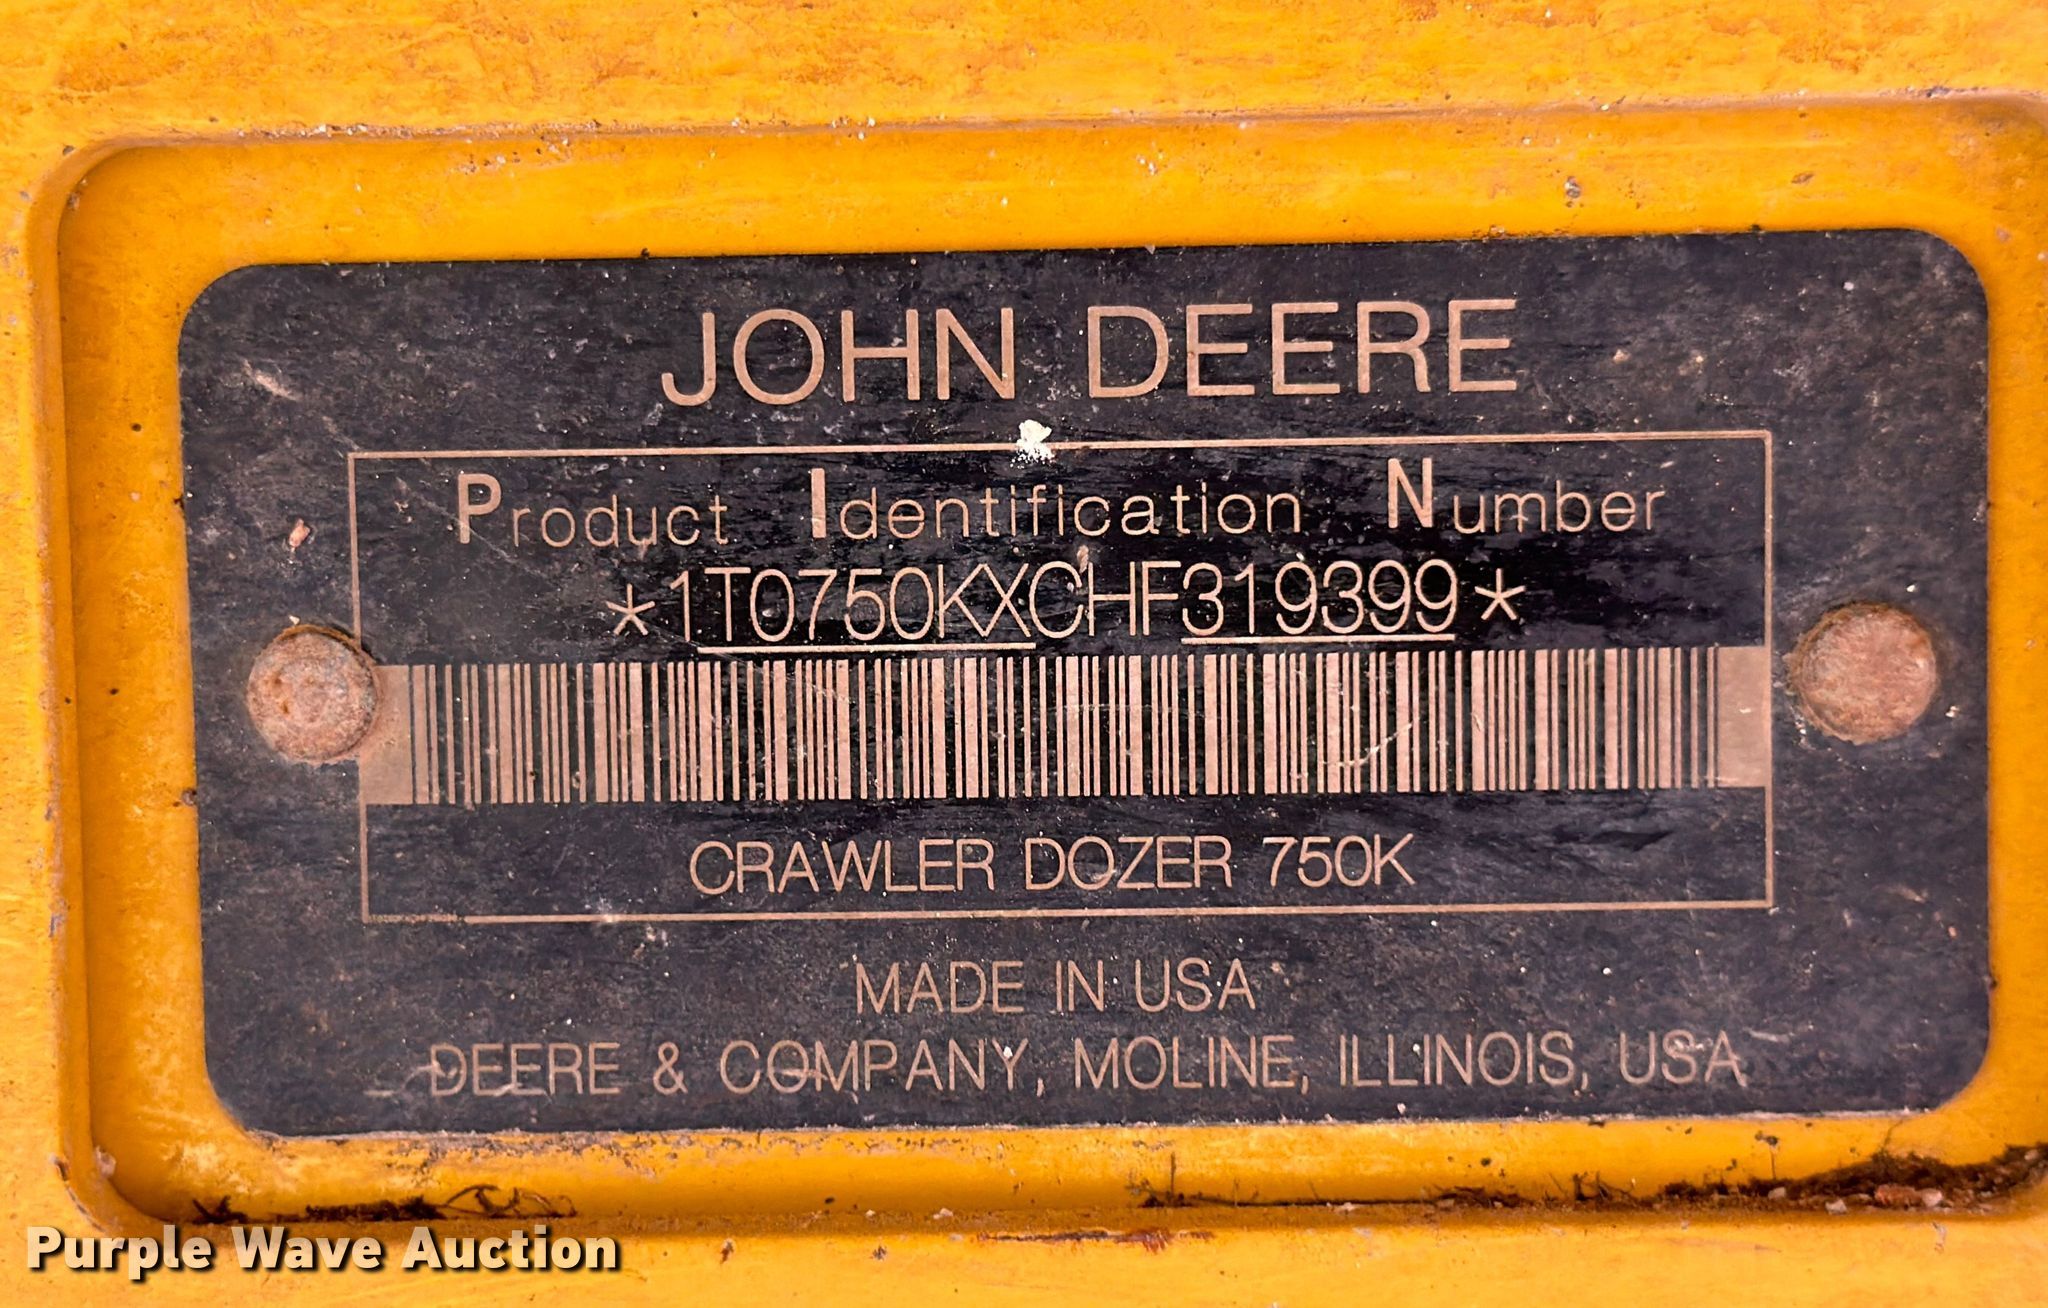 JOHN DEERE
Product Identification Number
*1T0750KXCHF319399*
CRAWLER DOZER 750K
MADE IN USA
DEERE & COMPANY, MOLINE, ILLINOIS, USA
Purple Wave Auction